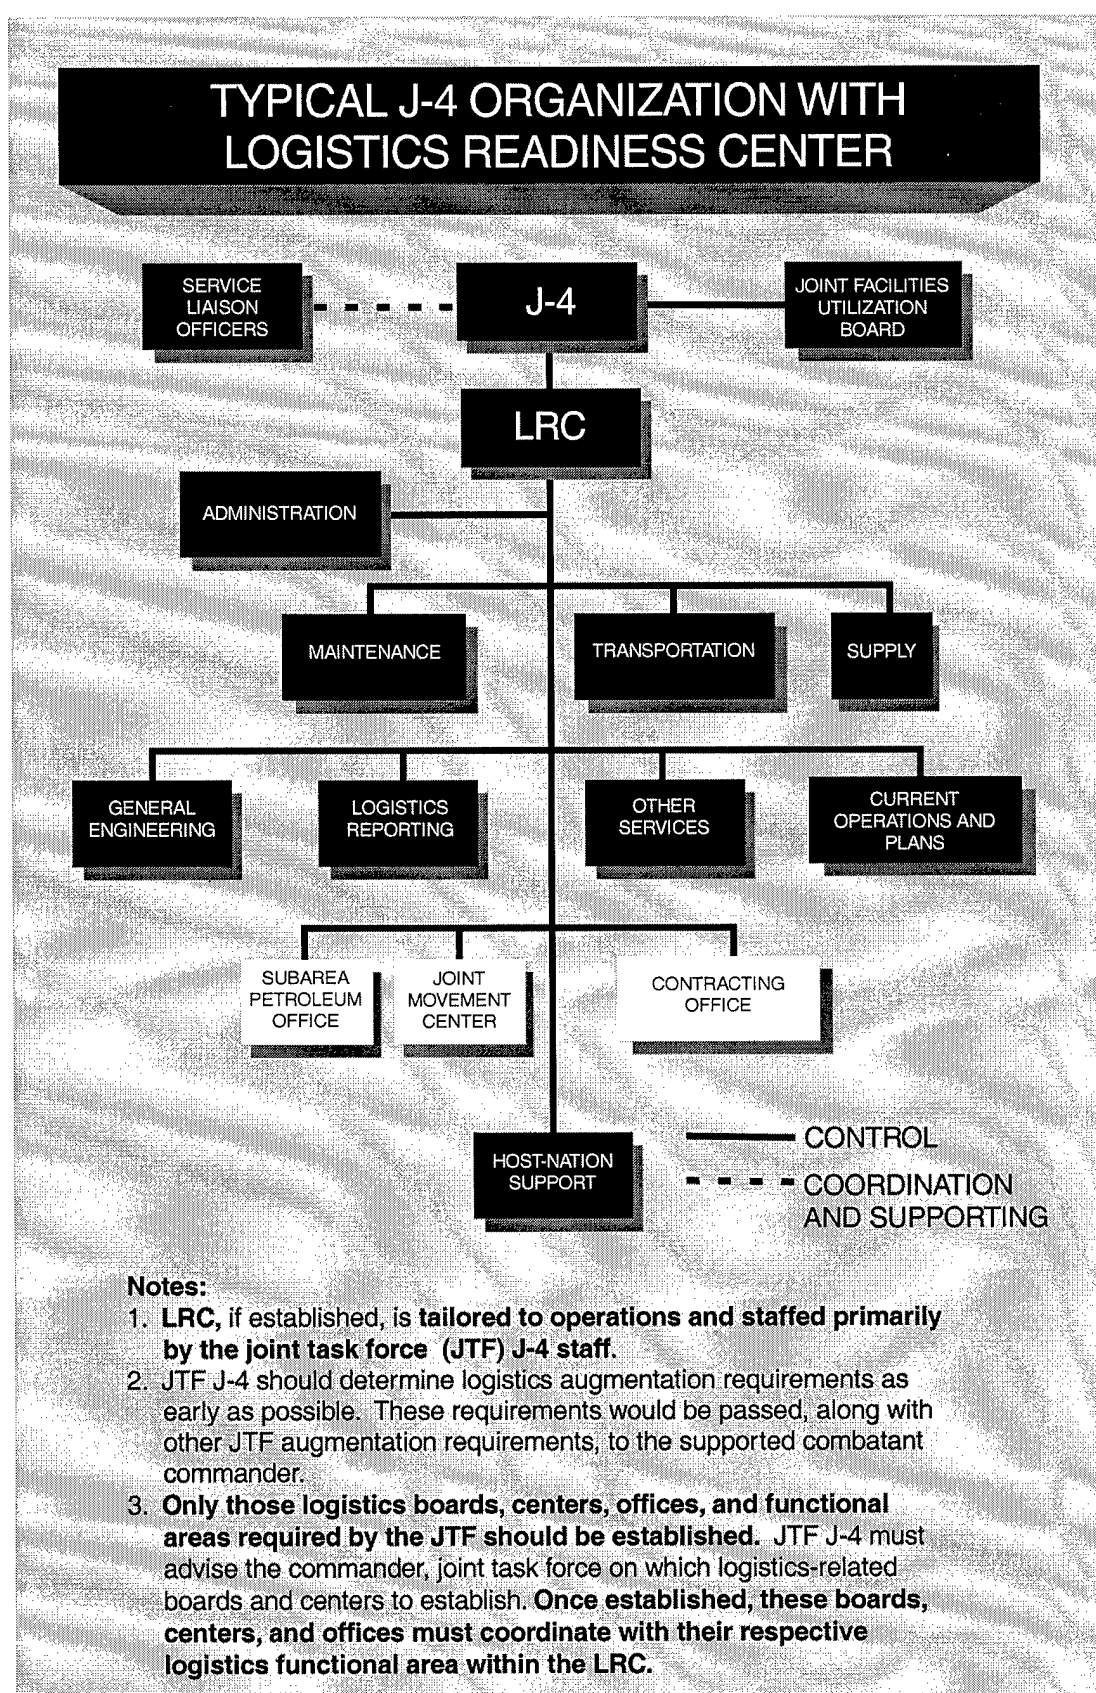 TYPICAL J-4 ORGANIZATION WITH
LOGISTICS READINESS CENTER
SERVICE
LIAISON
OFFICERS
J-4
JOINT FACILITIES
UTILIZATION
BOARD
LRC
ADMINISTRATION
MAINTENANCE
TRANSPORTATION
SUPPLY
GENERAL
ENGINEERING
LOGISTICS
REPORTING
OTHER
SERVICES
CURRENT
OPERATIONS AND
PLANS
SUBAREA
PETROLEUM
OFFICE
JOINT
MOVEMENT
CENTER
CONTRACTING
OFFICE
HOST-NATION
SUPPORT
CONTROL
COORDINATION
AND SUPPORTING
Notes:
1. LRC, if established, is tailored to operations and staffed primarily
by the joint task force (JTF) J-4 staff.
2. JTF J-4 should determine logistics augmentation requirements as
early as possible. These requirements would be passed, along with
other JTF augmentation requirements, to the supported combatant
commander.
3. Only those logistics boards, centers, offices, and functional
areas required by the JTF should be established. JTF J-4 must
advise the commander, joint task force on which logistics-related
boards and centers to establish. Once established, these boards,
centers, and offices must coordinate with their respective
logistics functional area within the LRC.